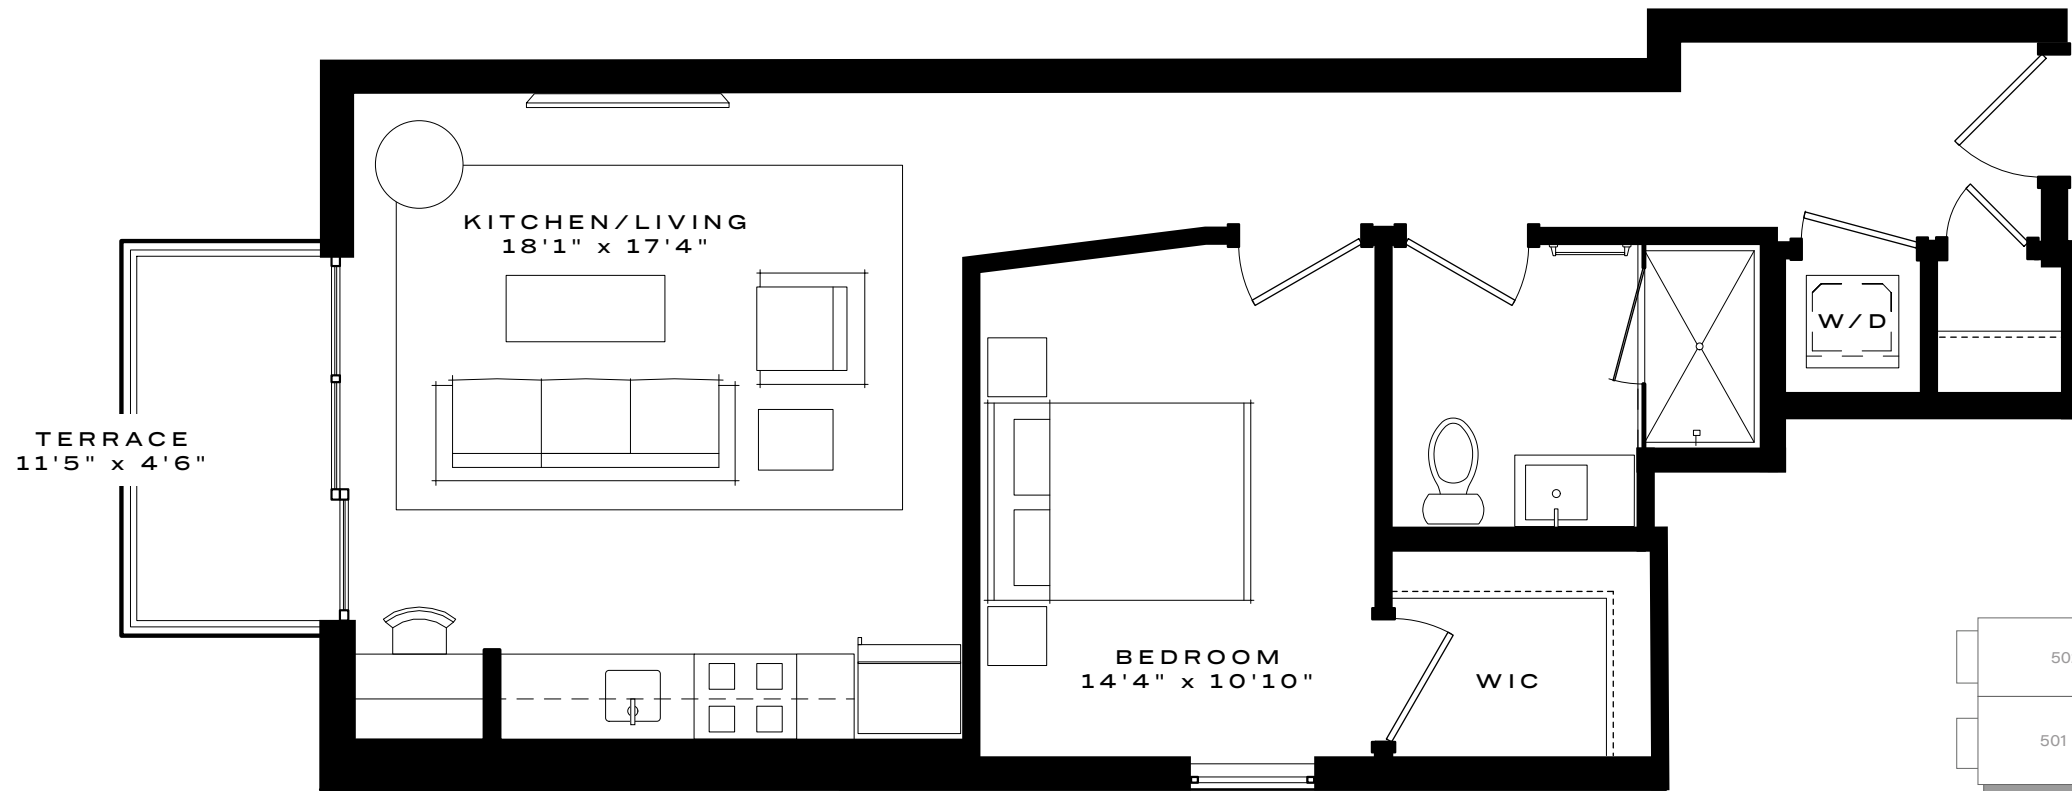 KITCHEN/LIVING
18'1" x 17'4"
TERRACE
11'5" x 4'6"
W/D
BEDROOM
14'4" x 10'10"
WIC
501